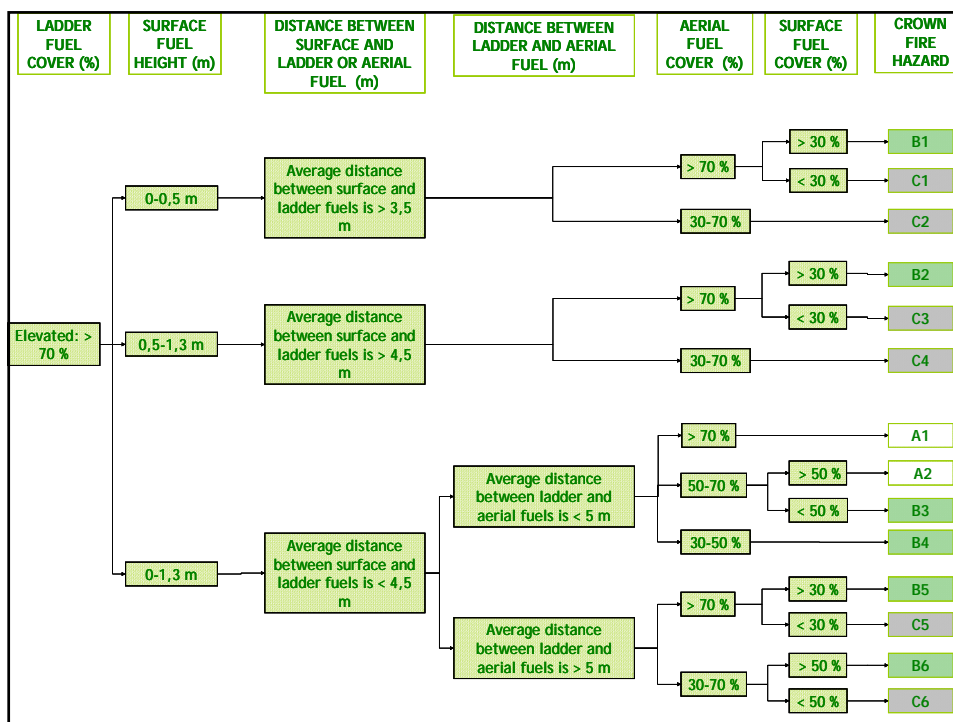 LADDER
FUEL
COVER (%)
SURFACE
FUEL
HEIGHT (m)
DISTANCE BETWEEN
SURFACE AND
LADDER OR AERIAL
FUEL (m)
DISTANCE BETWEEN
LADDER AND AERIAL
FUEL (m)
AERIAL
FUEL
COVER (%)
SURFACE
FUEL
COVER (%)
CROWN
FIRE
HAZARD
Elevated: >
70 %
0-0,5 m
Average distance
between surface and
ladder fuels is > 3,5
m
> 70 %
> 30 %
B1
< 30 %
C1
30-70 %
C2
0,5-1,3 m
Average distance
between surface and
ladder fuels is > 4,5
m
> 70 %
> 30 %
B2
< 30 %
C3
30-70 %
C4
0-1,3 m
Average distance
between surface and
ladder fuels is < 4,5
m
Average distance
between ladder and
aerial fuels is < 5 m
> 70 %
A1
50-70 %
> 50 %
A2
< 50 %
B3
30-50 %
B4
Average distance
between ladder and
aerial fuels is > 5 m
> 70 %
> 30 %
B5
< 30 %
C5
30-70 %
> 50 %
B6
< 50 %
C6